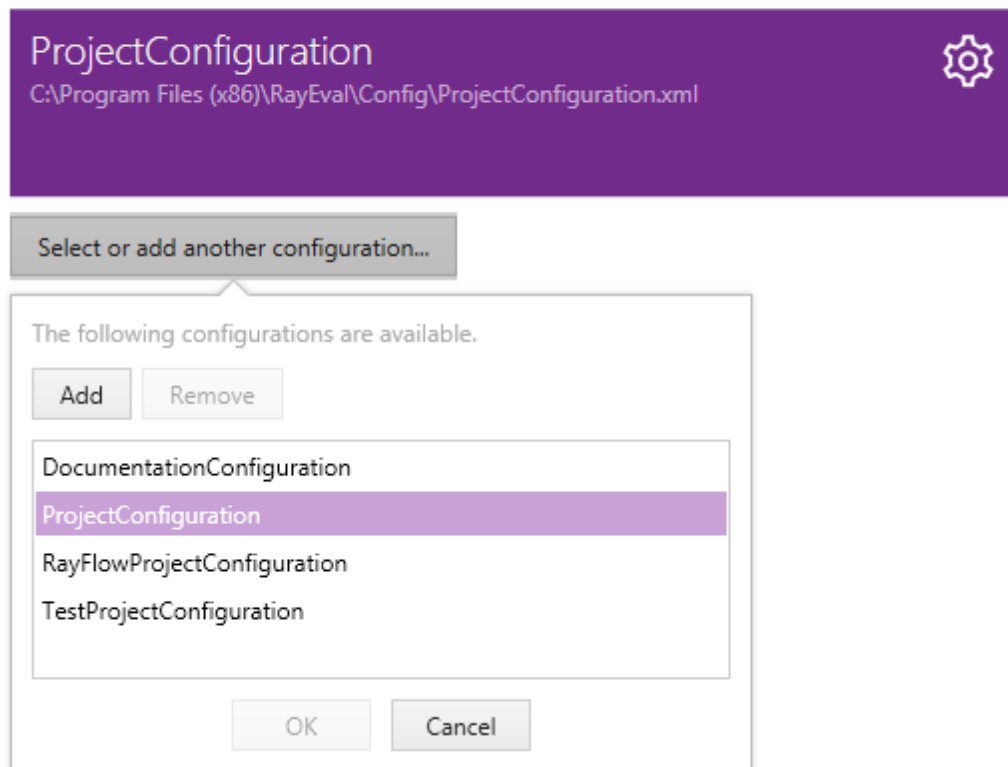 ProjectConfiguration
C:\Program Files (x86)\RayEval\Config\ProjectConfiguration.xml
Select or add another configuration...
The following configurations are available.
Add Remove
DocumentationConfiguration
ProjectConfiguration
RayFlowProjectConfiguration
TestProjectConfiguration
OK Cancel